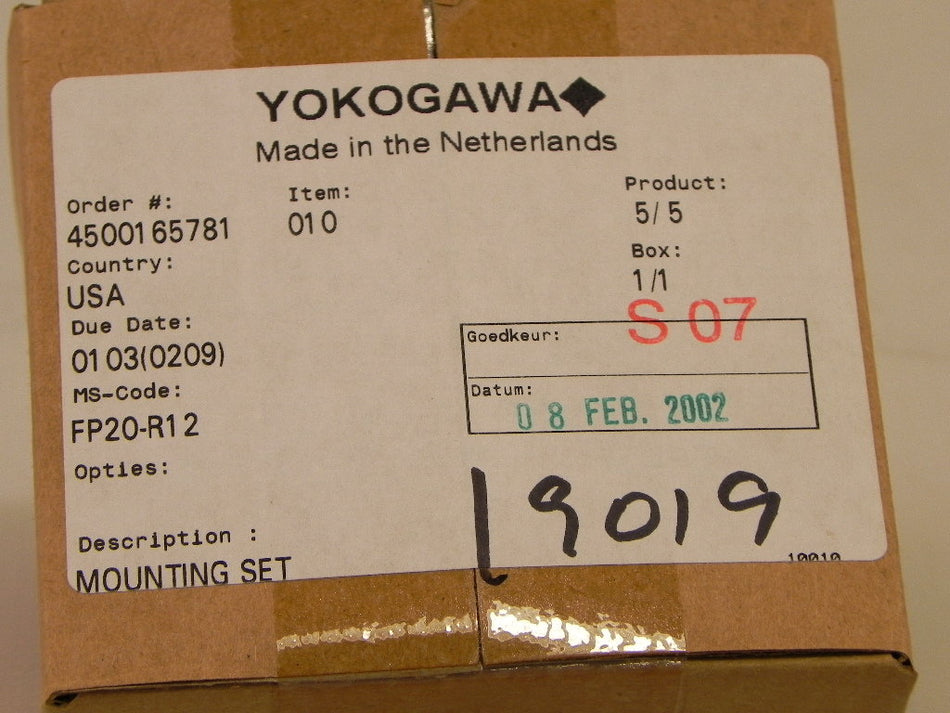 YOKOGAWA
Made in the Netherlands
Order #:
4500165781
Item:
010
Product:
5/5
Country:
USA
Box:
1/1
Due Date:
0103(0209)
S 07
Goedkeur:
MS-Code:
FP20-R12
Datum:
08 FEB. 2002
Opties:
19019
Description :
MOUNTING SET
10010